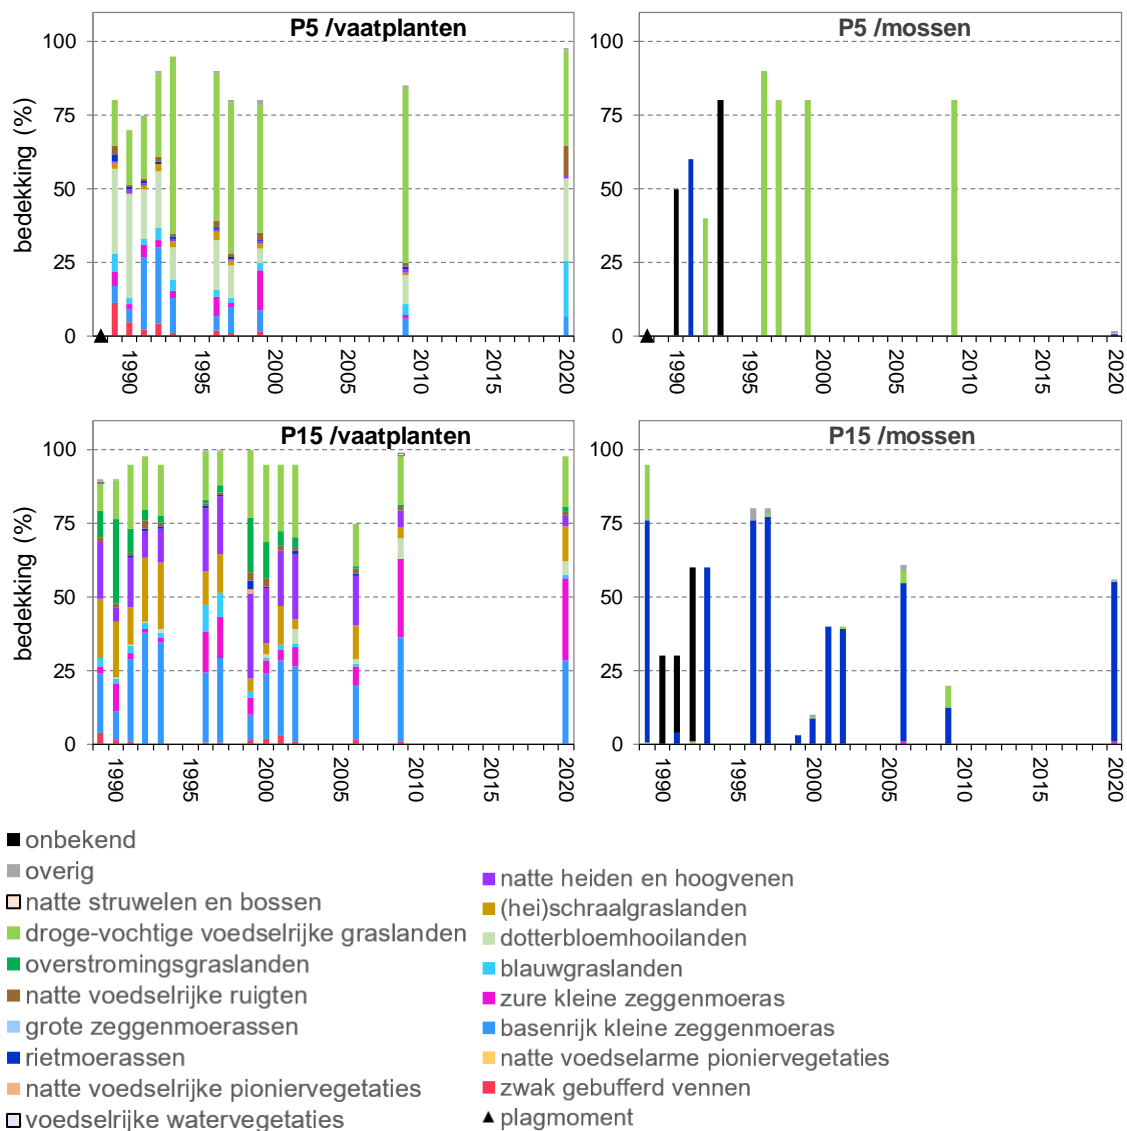 P5 /vaatplanten
P5 /mossen
bedekking (%)
100
75
50
25
0
1990
1995
2000
2005
2010
2015
2020
100
75
50
25
0
1990
1995
2000
2005
2010
2015
2020
P15 /vaatplanten
P15 /mossen
bedekking (%)
100
75
50
25
0
1990
1995
2000
2005
2010
2015
2020
100
75
50
25
0
1990
1995
2000
2005
2010
2015
2020
onbekend
overig
natte struwelen en bossen
droge-vochtige voedselrijke graslanden
overstromingsgraslanden
natte voedselrijke ruigten
grote zeggenmoerassen
rietmoerassen
natte voedselrijke pioniervegetaties
voedselrijke watervegetaties
natte heiden en hoogvenen
(hei)schraalgraslanden
dotterbloemhooilanden
blauwgraslanden
zure kleine zeggenmoeras
basenrijk kleine zeggenmoeras
natte voedselarme pioniervegetaties
zwak gebufferd vennen
plagmoment